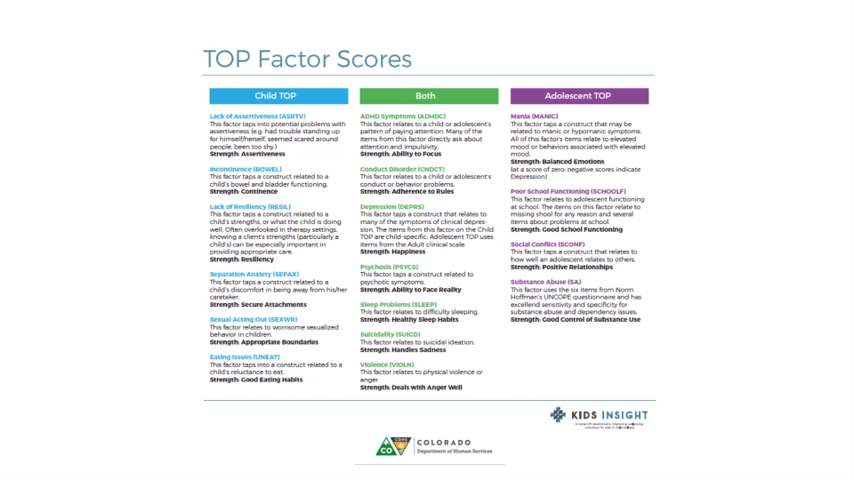 TOP Factor Scores
Child TOP
Lack of Assertiveness (ASRTV)
This factor taps into potential problems with
assertiveness (e.g. had trouble standing up
for himself/herself, seemed scared around
people, been too shy.)
Strength: Assertiveness
Incontinence (BOWEL)
This factor taps a construct related to a
child's bowel and bladder functioning.
Strength: Continence
Lack of Resiliency (RESIL)
This factor taps a construct related to a
child's strengths, or what the child is doing
well. Often overlooked in therapy settings,
knowing a client's strengths (particularly a
child's) can be especially important in
providing appropriate care.
Strength: Resiliency
Separation Anxiety (SEPAX)
This factor taps a construct related to a
child's discomfort in being away from his/her
caretaker.
Strength: Secure Attachments
Sexual Acting Out (SEXWR)
This factor relates to worrisome sexualized
behavior in children.
Strength: Appropriate Boundaries
Eating Issues (UNEAT)
This factor taps into a construct related to a
child's reluctance to eat.
Strength: Good Eating Habits
Both
ADHD Symptoms (ADHDC)
This factor relates to a child or adolescent's
pattern of paying attention. Many of the
items from this factor directly ask about
attention and impulsivity.
Strength: Ability to Focus
Conduct Disorder (CNDCT)
This factor relates to a child or adolescent's
conduct or behavior problems.
Strength: Adherence to Rules
Depression (DEPRS)
This factor taps a construct that relates to
many of the symptoms of clinical depres-
sion. The items from this factor on the Child
TOP are child-specific; Adolescent TOP uses
items from the Adult clinical scale.
Strength: Happiness
Psychosis (PSYCS)
This factor taps a construct related to
psychotic symptoms.
Strength: Ability to Face Reality
Sleep Problems (SLEEP)
This factor relates to difficulty sleeping.
Strength: Healthy Sleep Habits
Suicidality (SUICD)
This factor relates to suicidal ideation.
Strength: Handles Sadness
Violence (VIOLN)
This factor relates to physical violence or
anger.
Strength: Deals with Anger Well
Adolescent TOP
Mania (MANIC)
This factor taps a construct that may be
related to manic or hypomanic symptoms.
All of this factor's items relate to elevated
mood or behaviors associated with elevated
mood.
Strength: Balanced Emotions
(at a score of zero; negative scores indicate
Depression)
Poor School Functioning (SCHOOLF)
This factor relates to adolescent functioning
at school. The items on this factor relate to
missing shool for any reason and several
items about problems at school.
Strength: Good School Functioning
Social Conflict (SCONF)
This factor taps a construct that relates to
how well an adolescent relates to others.
Strength: Positive Relationships
Substance Abuse (SA)
This factor uses the six items from Norm
Hoffman's UNCOPE questionnaire and has
excellend sensitivity and specificity for
substance abuse and dependency issues.
Strength: Good Control of Substance Use
KIDS INSIGHT
CO
CDHS
COLORADO
Department of Human Services